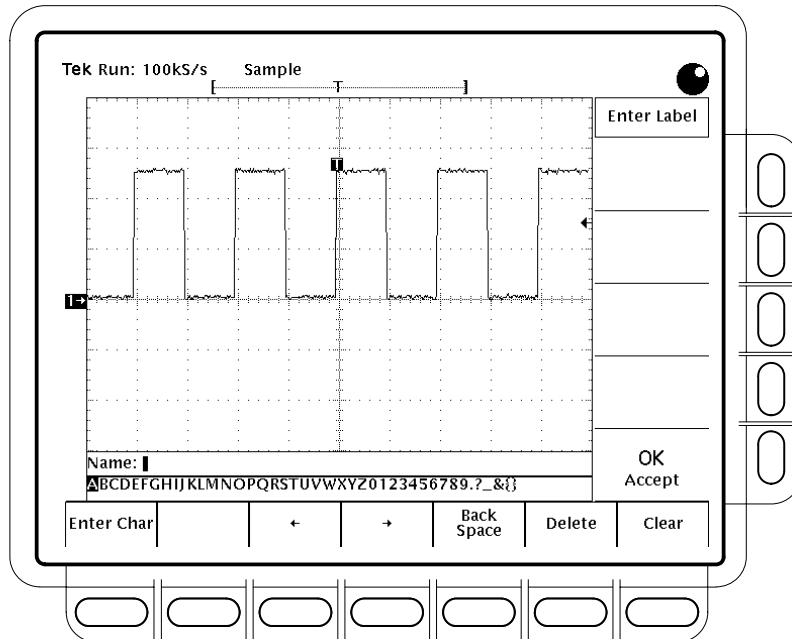 Tek Run: 100kS/s Sample
T
Enter Label
T
1→
Name:
ABCDEFGHIJKLMNOPQRSTUVWXYZ0123456789.?_&{}
OK
Accept
Enter Char
←
→
Back
Space
Delete
Clear